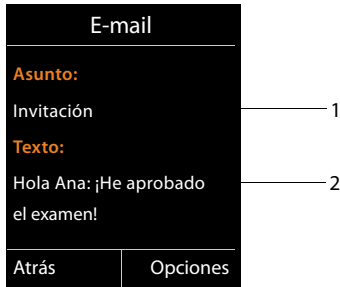 E-mail
Asunto:
Invitación
1
Texto:
Hola Ana: ¡He aprobado
2
el examen!
Atrás
Opciones